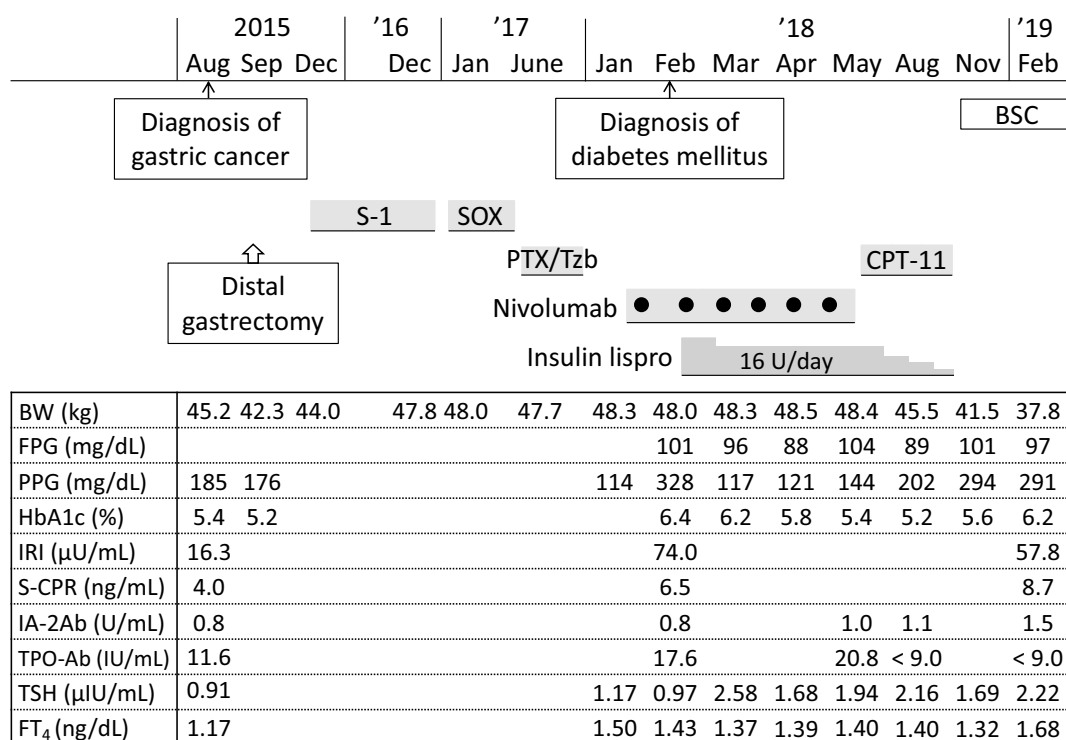 2015 ’16 ’17 ’18 ’19
Aug Sep Dec Dec Jan June Jan Feb Mar Apr May Aug Nov Feb
BSC
Diagnosis of
gastric cancer
Diagnosis of
diabetes mellitus
S-1 SOX
PTX/Tzb CPT-11
Distal
gastrectomy
Nivolumab
Insulin lispro 16 U/day
BW (kg) 45.2 42.3 44.0 47.8 48.0 47.7 48.3 48.0 48.3 48.5 48.4 45.5 41.5 37.8
FPG (mg/dL) 101 96 88 104 89 101 97
PPG (mg/dL) 185 176 114 328 117 121 144 202 294 291
HbA1c (%) 5.4 5.2 6.4 6.2 5.8 5.4 5.2 5.6 6.2
IRI (μU/mL) 16.3 74.0 57.8
S-CPR (ng/mL) 4.0 6.5 8.7
IA-2Ab (U/mL) 0.8 0.8 1.0 1.1 1.5
TPO-Ab (IU/mL) 11.6 17.6 20.8 < 9.0 < 9.0
TSH (μIU/mL) 0.91 1.17 0.97 2.58 1.68 1.94 2.16 1.69 2.22
FT4 (ng/dL) 1.17 1.50 1.43 1.37 1.39 1.40 1.40 1.32 1.68